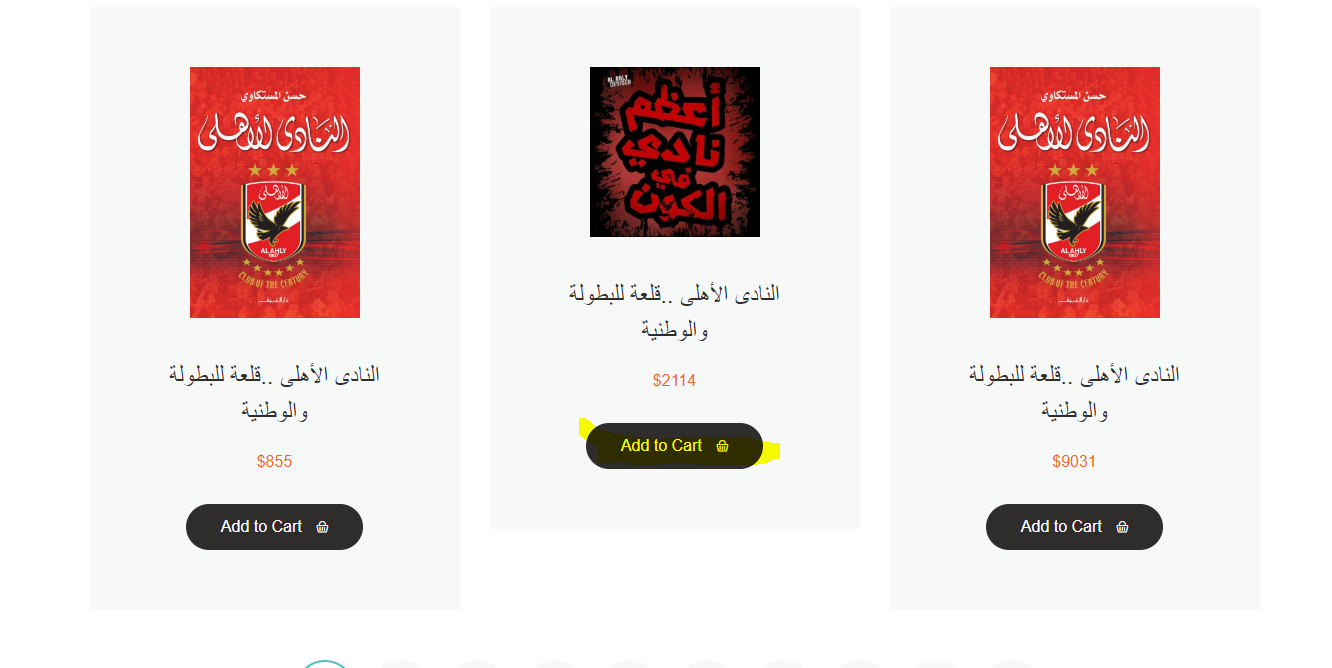 حسن المستكاوي
النادى الأهلى
الأهلى
AL AHLY
1907
CLUB OF THE CENTURY
دار الشروق
النادى الأهلى ..قلعة للبطولة
والوطنية
$855
Add to Cart
AL AHLY
DESIGEN
أعظم
نادي
في
الكون
النادى الأهلى ..قلعة للبطولة
والوطنية
$2114
Add to Cart
حسن المستكاوي
النادى الأهلى
الأهلى
AL AHLY
1907
CLUB OF THE CENTURY
دار الشروق
النادى الأهلى ..قلعة للبطولة
والوطنية
$9031
Add to Cart